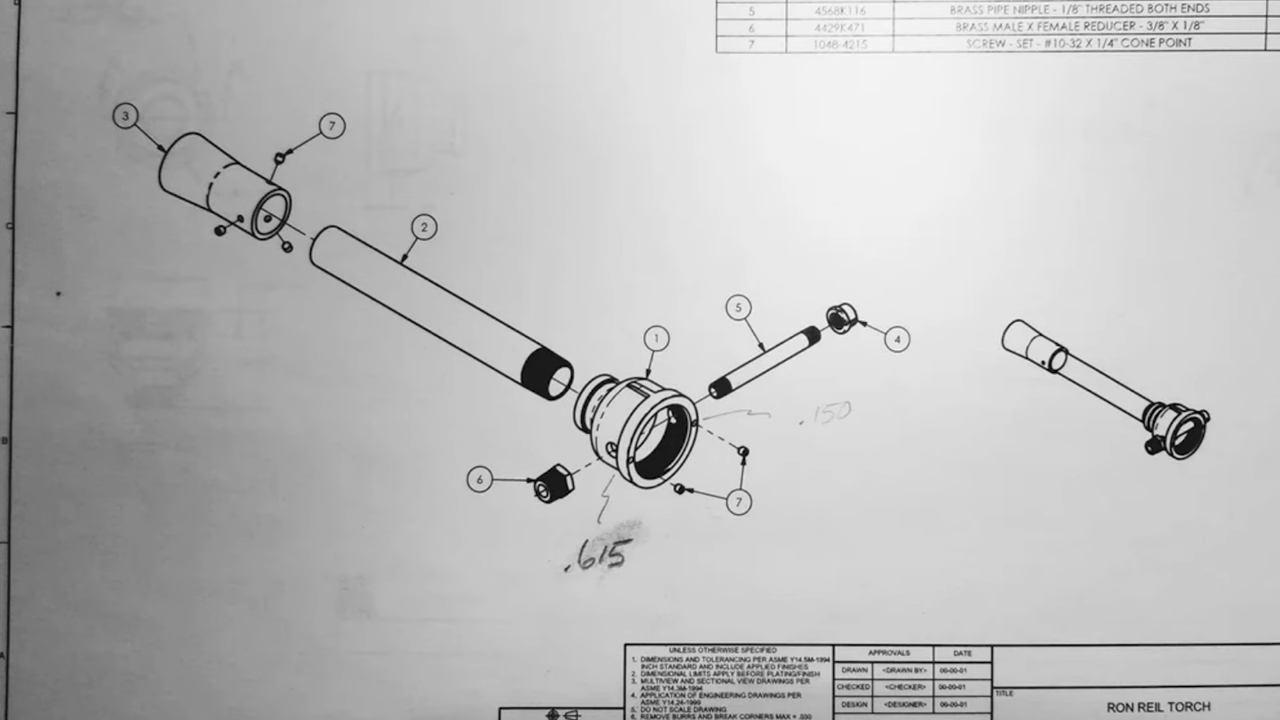 5 4568K116 BRASS PIPE NIPPLE - 1/8" THREADED BOTH ENDS
6 4429K471 BRASS MALE X FEMALE REDUCER - 3/8" X 1/8"
7 1048-4215 SCREW - SET - #10-32 X 1/4" CONE POINT
3
7
C
2
5
1
4
.150
B
6
7
.615
A
UNLESS OTHERWISE SPECIFIED
1. DIMENSIONS AND TOLERANCING PER ASME Y14.5M-1994
INCH STANDARD AND INCLUDE APPLIED FINISHES
2. DIMENSIONAL LIMITS APPLY BEFORE PLATING/FINISH
3. MULTIVIEW AND SECTIONAL VIEW DRAWINGS PER
ASME Y14.3M-1994
4. APPLICATION OF ENGINEERING DRAWINGS PER
ASME Y14.24-1999
5. DO NOT SCALE DRAWING
6. REMOVE BURRS AND BREAK CORNERS MAX + .030
APPROVALS DATE
DRAWN <DRAWN BY> 00-00-01
CHECKED <CHECKER> 00-00-01
DESIGN <DESIGNER> 00-00-01
TITLE
RON REIL TORCH